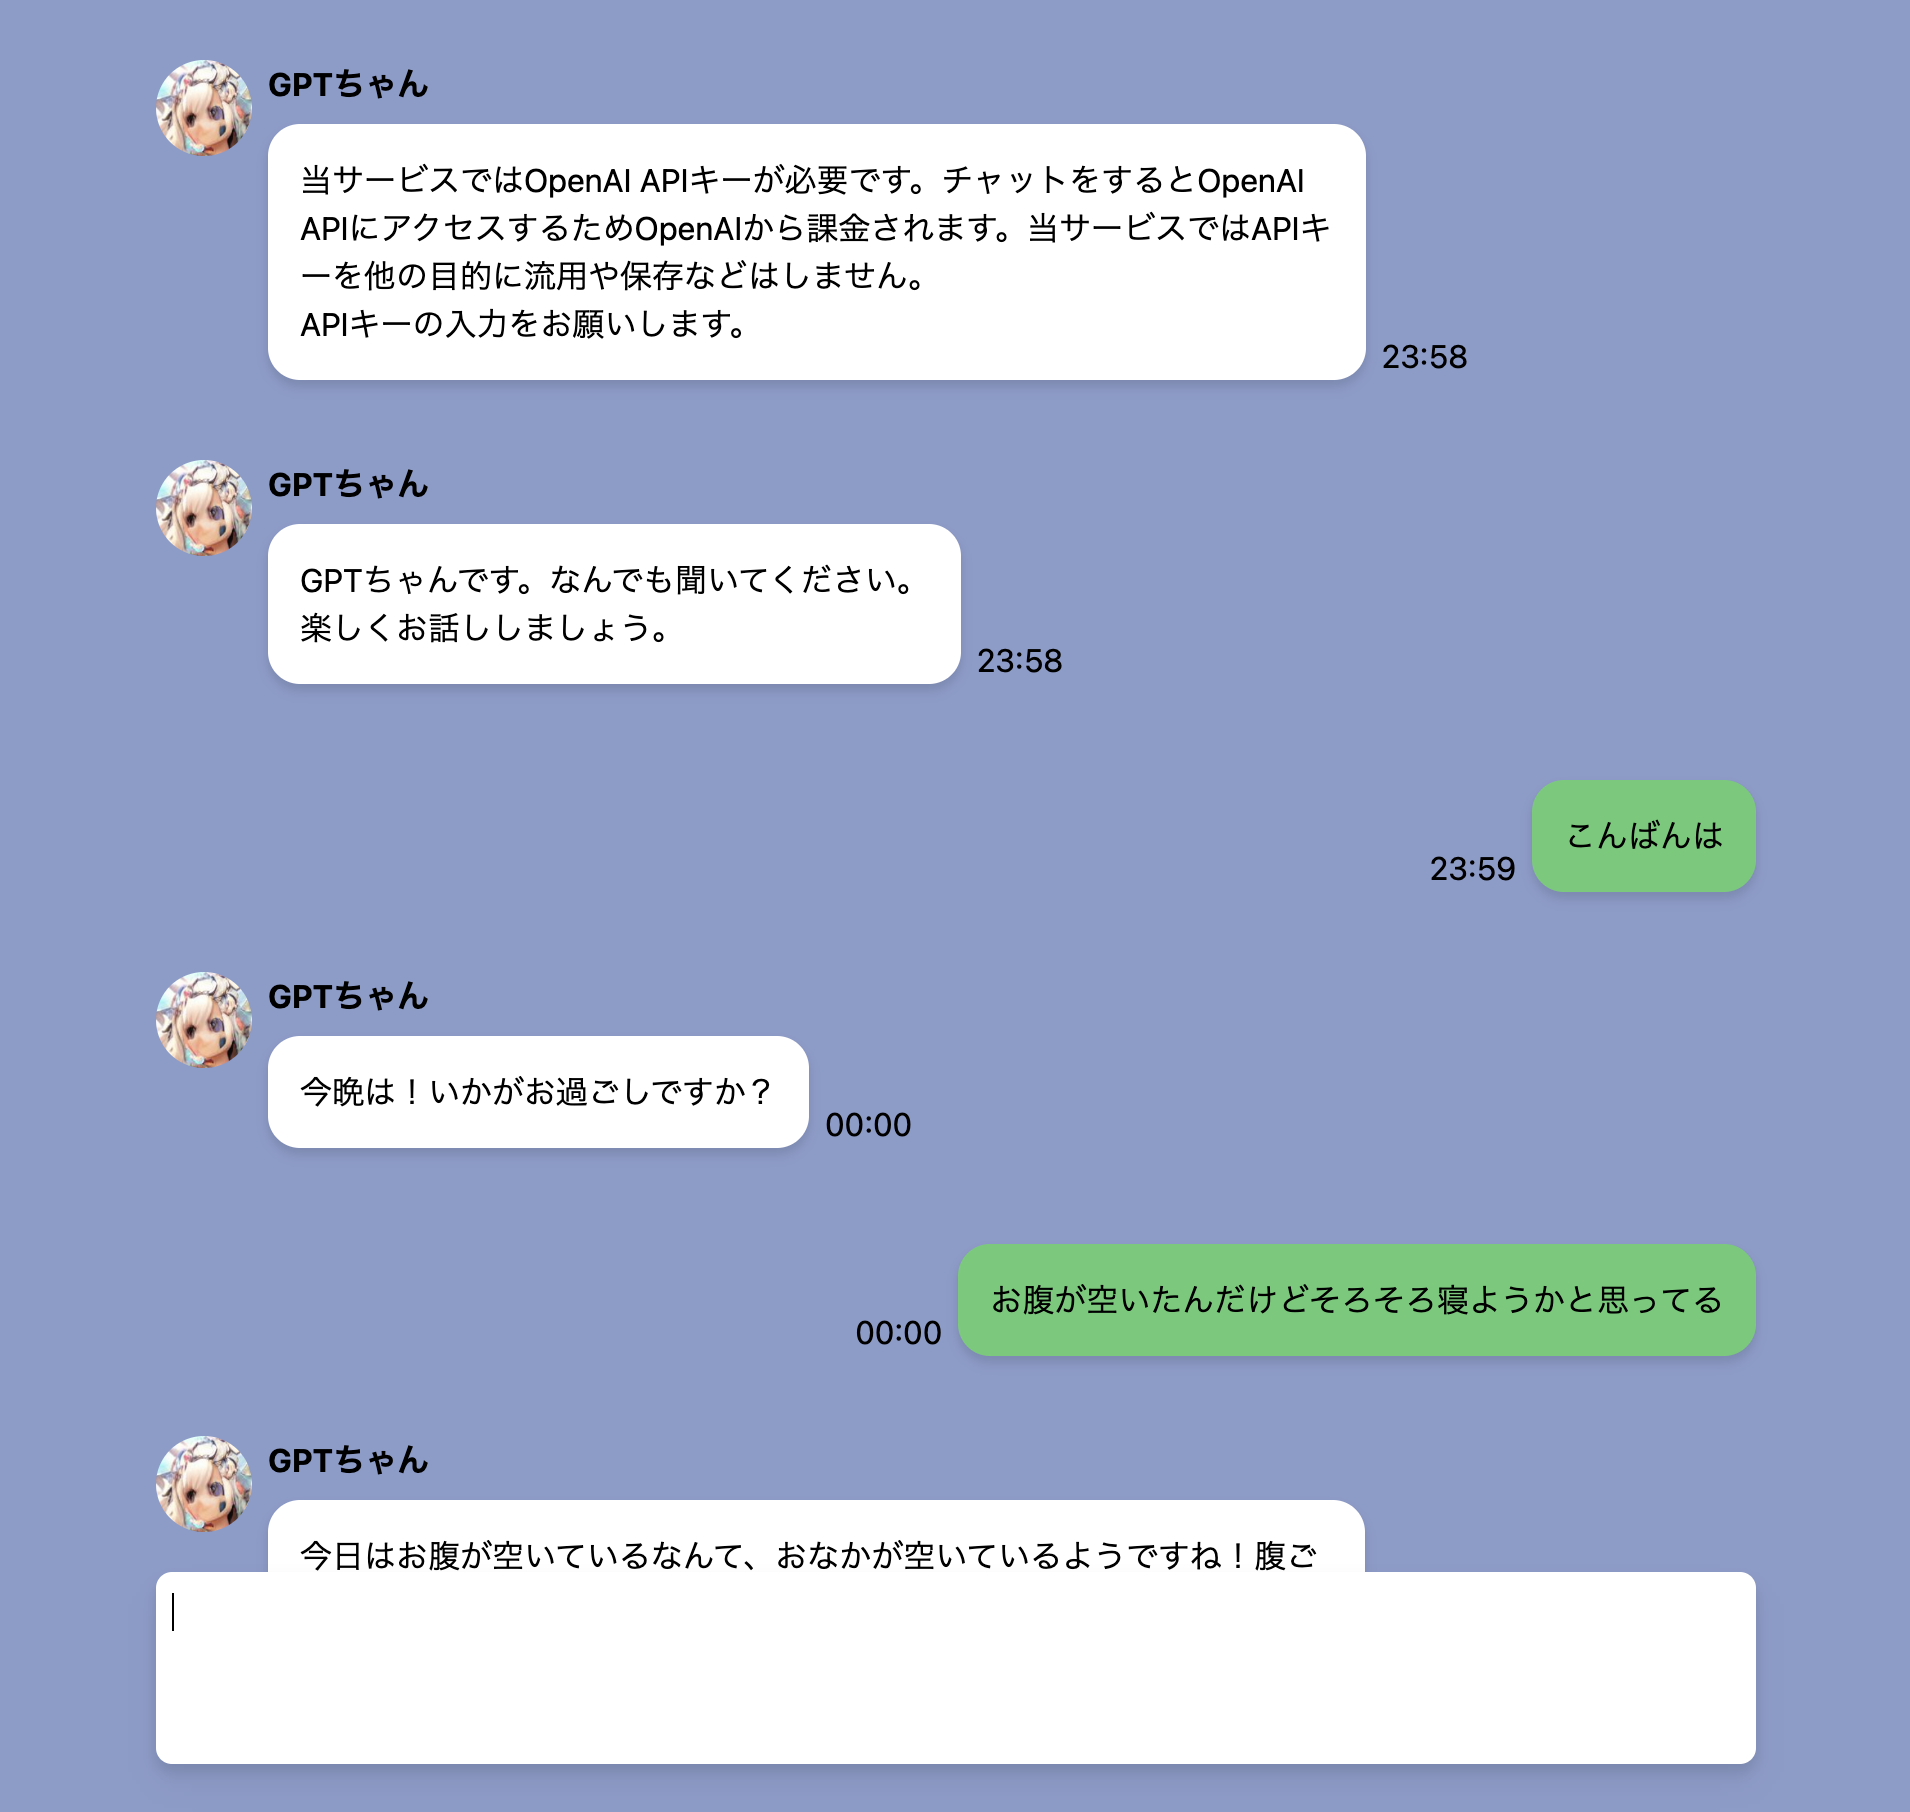 GPTちゃん
当サービスではOpenAI APIキーが必要です。チャットをするとOpenAI
APIにアクセスするためOpenAIから課金されます。当サービスではAPIキ
ーを他の目的に流用や保存などはしません。
APIキーの入力をお願いします。
23:58
GPTちゃん
GPTちゃんです。なんでも聞いてください。
楽しくお話ししましょう。
23:58
こんばんは
23:59
GPTちゃん
今晩は！いかがお過ごしですか？
00:00
お腹が空いたんだけどそろそろ寝ようかと思ってる
00:00
GPTちゃん
今日はお腹が空いているなんて、おなかが空いているようですね！腹ご